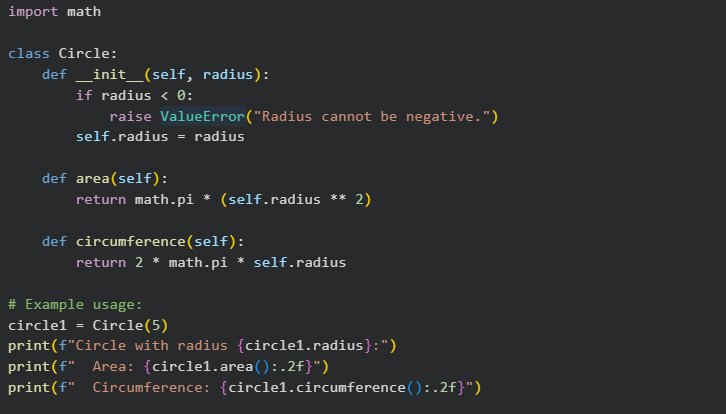 import math

class Circle:
    def __init__(self, radius):
        if radius < 0:
            raise ValueError("Radius cannot be negative.")
        self.radius = radius

    def area(self):
        return math.pi * (self.radius ** 2)

    def circumference(self):
        return 2 * math.pi * self.radius

# Example usage:
circle1 = Circle(5)
print(f"Circle with radius {circle1.radius}:")
print(f"  Area: {circle1.area():.2f}")
print(f"  Circumference: {circle1.circumference():.2f}")